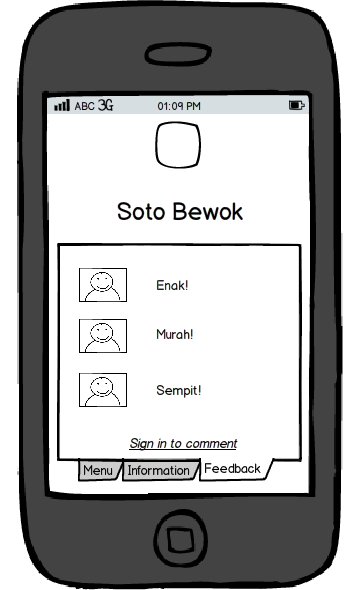 ABC 3G 01:09 PM
Soto Bewok
Enak!
Murah!
Sempit!
Sign in to comment
Menu Information Feedback